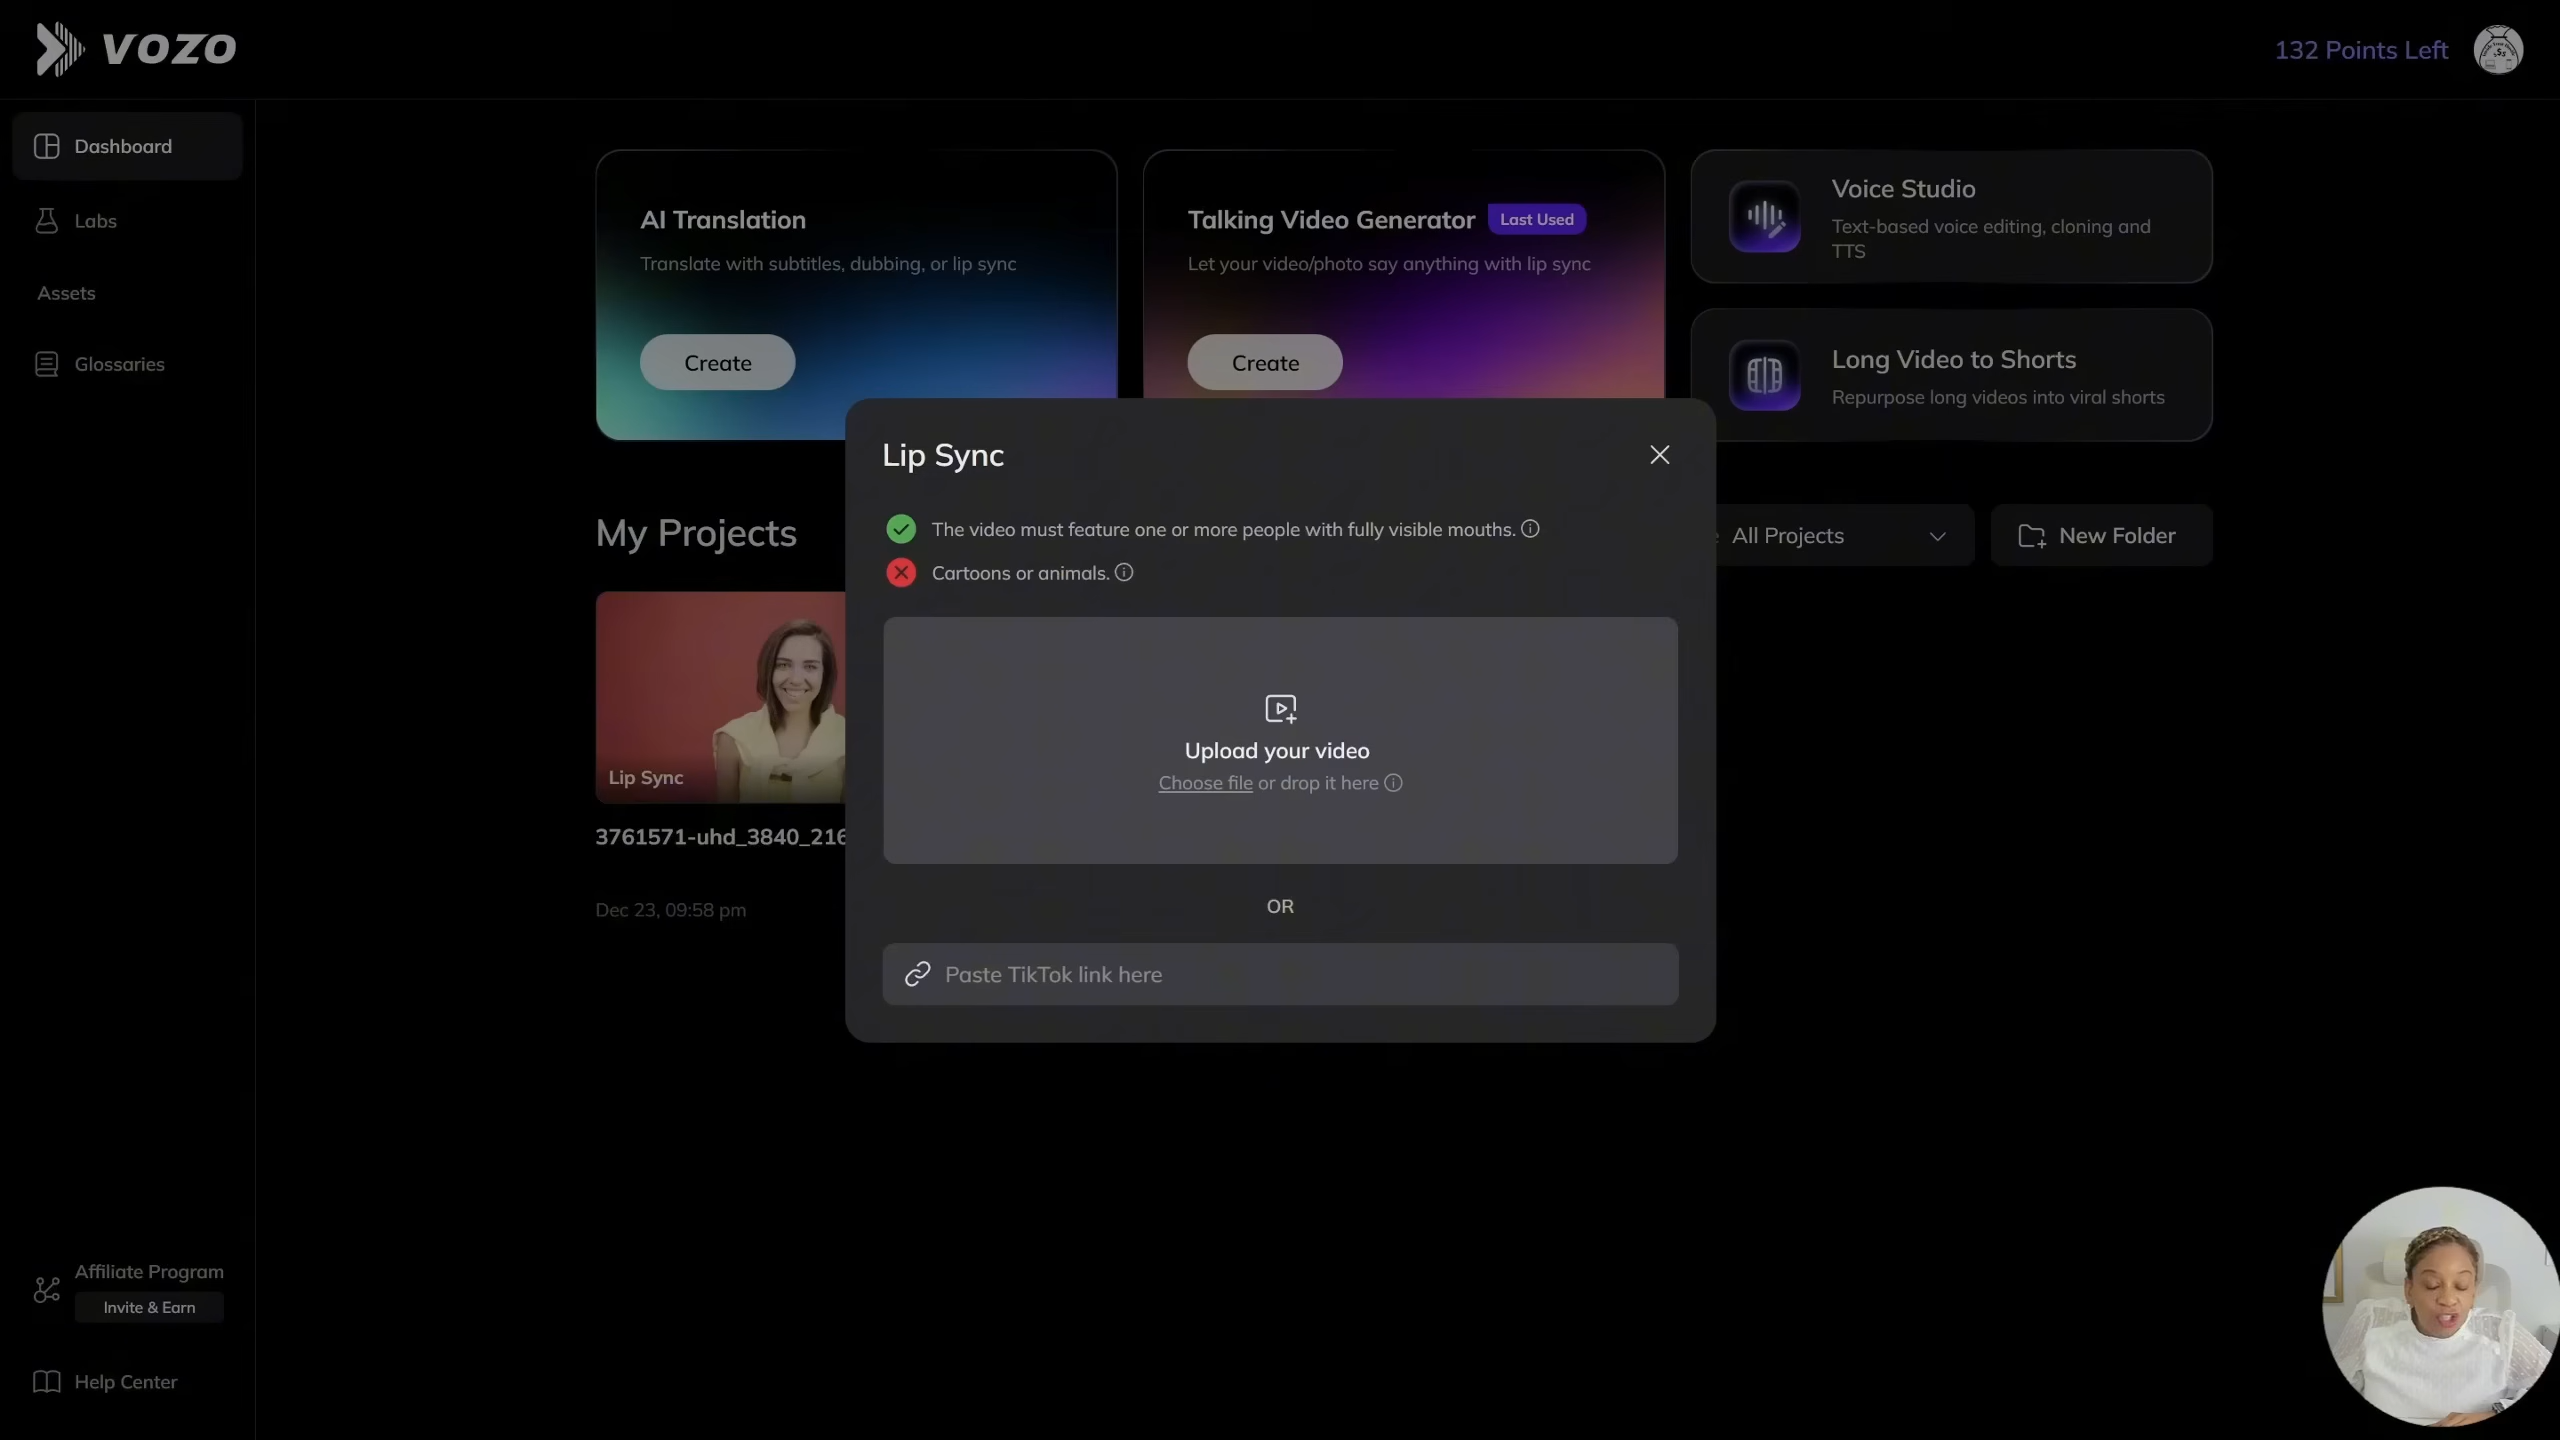 VOZO
132 Points Left
Dashboard
Labs
Assets
Glossaries
AI Translation
Translate with subtitles, dubbing, or lip sync
Create
Talking Video Generator
Last Used
Let your video/photo say anything with lip sync
Create
Voice Studio
Text-based voice editing, cloning and
TTS
Long Video to Shorts
Repurpose long videos into viral shorts
My Projects
All Projects
New Folder
Lip Sync
3761571-uhd_3840_216
Dec 23, 09:58 pm
Lip Sync
The video must feature one or more people with fully visible mouths.
Cartoons or animals.
Upload your video
Choose file or drop it here
OR
Paste TikTok link here
Affiliate Program
Invite & Earn
Help Center